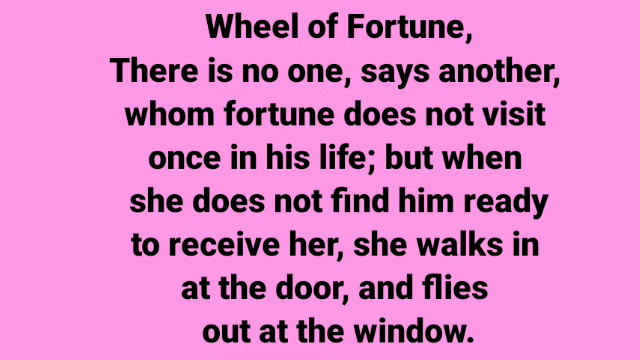 Wheel of Fortune,
There is no one, says another,
whom fortune does not visit
once in his life; but when
she does not find him ready
to receive her, she walks in
at the door, and flies
out at the window.